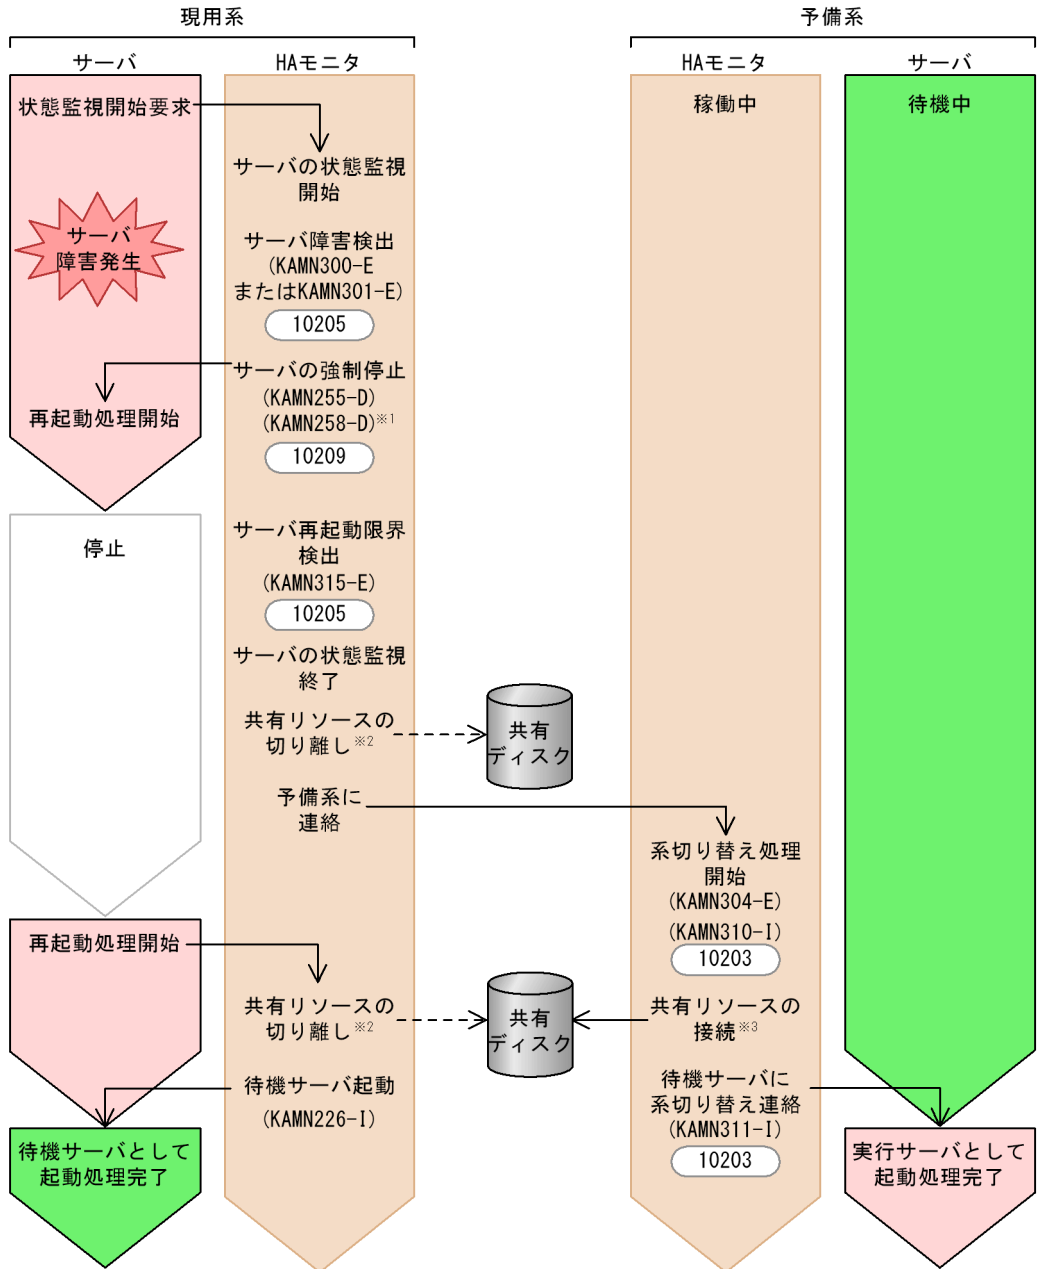 現用系
予備系
サーバ
HAモニタ
HAモニタ
サーバ
状態監視開始要求
稼働中
待機中
サーバの状態監視
開始
サーバ
障害発生
サーバ障害検出
(KAMN300-E
またはKAMN301-E)
10205
サーバの強制停止
(KAMN255-D)
(KAMN258-D)※1
10209
再起動処理開始
停止
サーバ再起動限界
検出
(KAMN315-E)
10205
サーバの状態監視
終了
共有リソースの
切り離し※2
共有
ディスク
予備系に
連絡
系切り替え処理
開始
(KAMN304-E)
(KAMN310-I)
10203
再起動処理開始
共有リソースの
切り離し※2
共有
ディスク
共有リソースの
接続※3
待機サーバ起動
(KAMN226-I)
待機サーバに
系切り替え連絡
(KAMN311-I)
10203
待機サーバとして
起動処理完了
実行サーバとして
起動処理完了